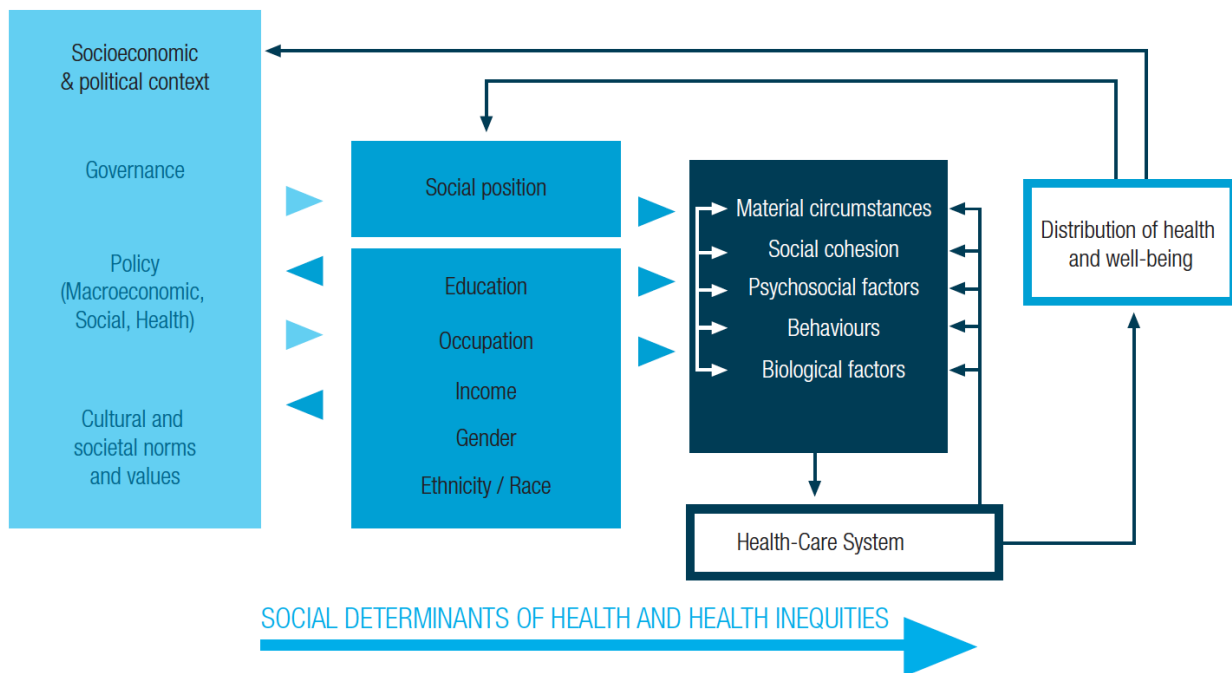 Socioeconomic
& political context
Governance
Policy
(Macroeconomic,
Social, Health)
Cultural and
societal norms
and values
Social position
Education
Occupation
Income
Gender
Ethnicity / Race
Material circumstances
Social cohesion
Psychosocial factors
Behaviours
Biological factors
Health-Care System
Distribution of health
and well-being
SOCIAL DETERMINANTS OF HEALTH AND HEALTH INEQUITIES